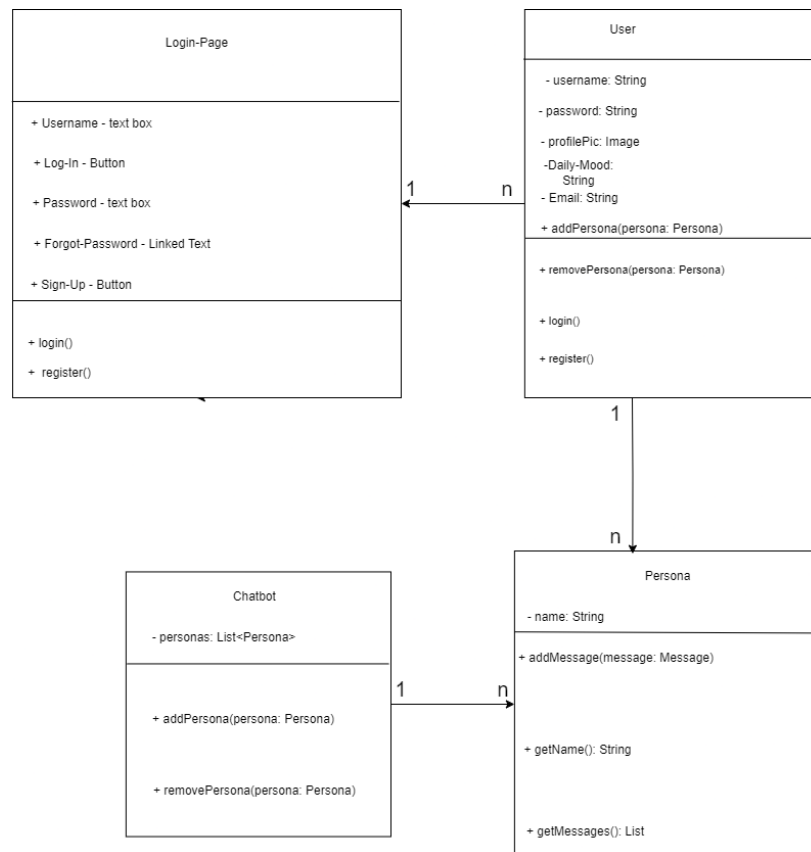 Login-Page
+ Username - text box
+ Log-In - Button
+ Password - text box
+ Forgot-Password - Linked Text
+ Sign-Up - Button
+ login()
+ register()
1
n
User
- username: String
- password: String
- profilePic: Image
-Daily-Mood:
String
- Email: String
+ addPersona(persona: Persona)
+ removePersona(persona: Persona)
+ login()
+ register()
1
n
Chatbot
- personas: List<Persona>
+ addPersona(persona: Persona)
+ removePersona(persona: Persona)
1
n
Persona
- name: String
+ addMessage(message: Message)
+ getName(): String
+ getMessages(): List